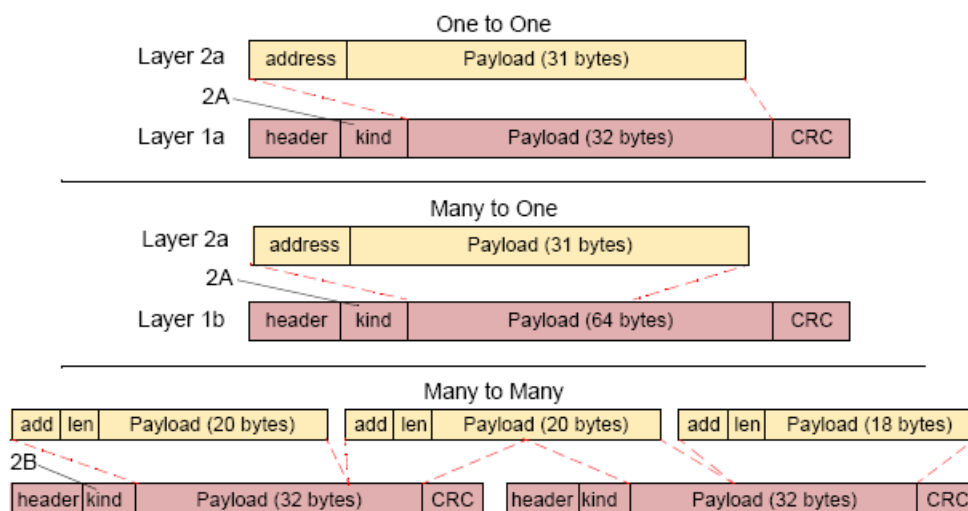 One to One
Layer 2a address Payload (31 bytes)
2A
Layer 1a header kind Payload (32 bytes) CRC
Many to One
Layer 2a address Payload (31 bytes)
2A
Layer 1b header kind Payload (64 bytes) CRC
Many to Many
add len Payload (20 bytes) add len Payload (20 bytes) add len Payload (18 bytes)
2B
header kind Payload (32 bytes) CRC header kind Payload (32 bytes) CRC